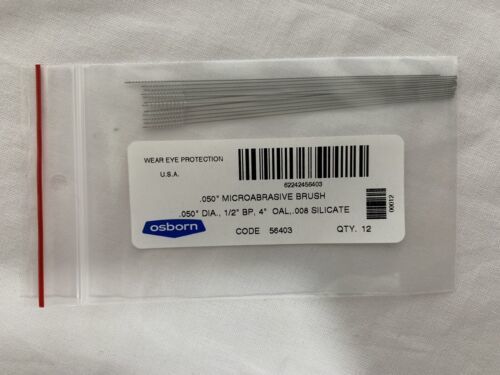 WEAR EYE PROTECTION
U.S.A.
62242456403
.050" MICROABRASIVE BRUSH
.050" DIA., 1/2" BP, 4" OAL,.008 SILICATE
00012
osborn
CODE 56403 QTY. 12